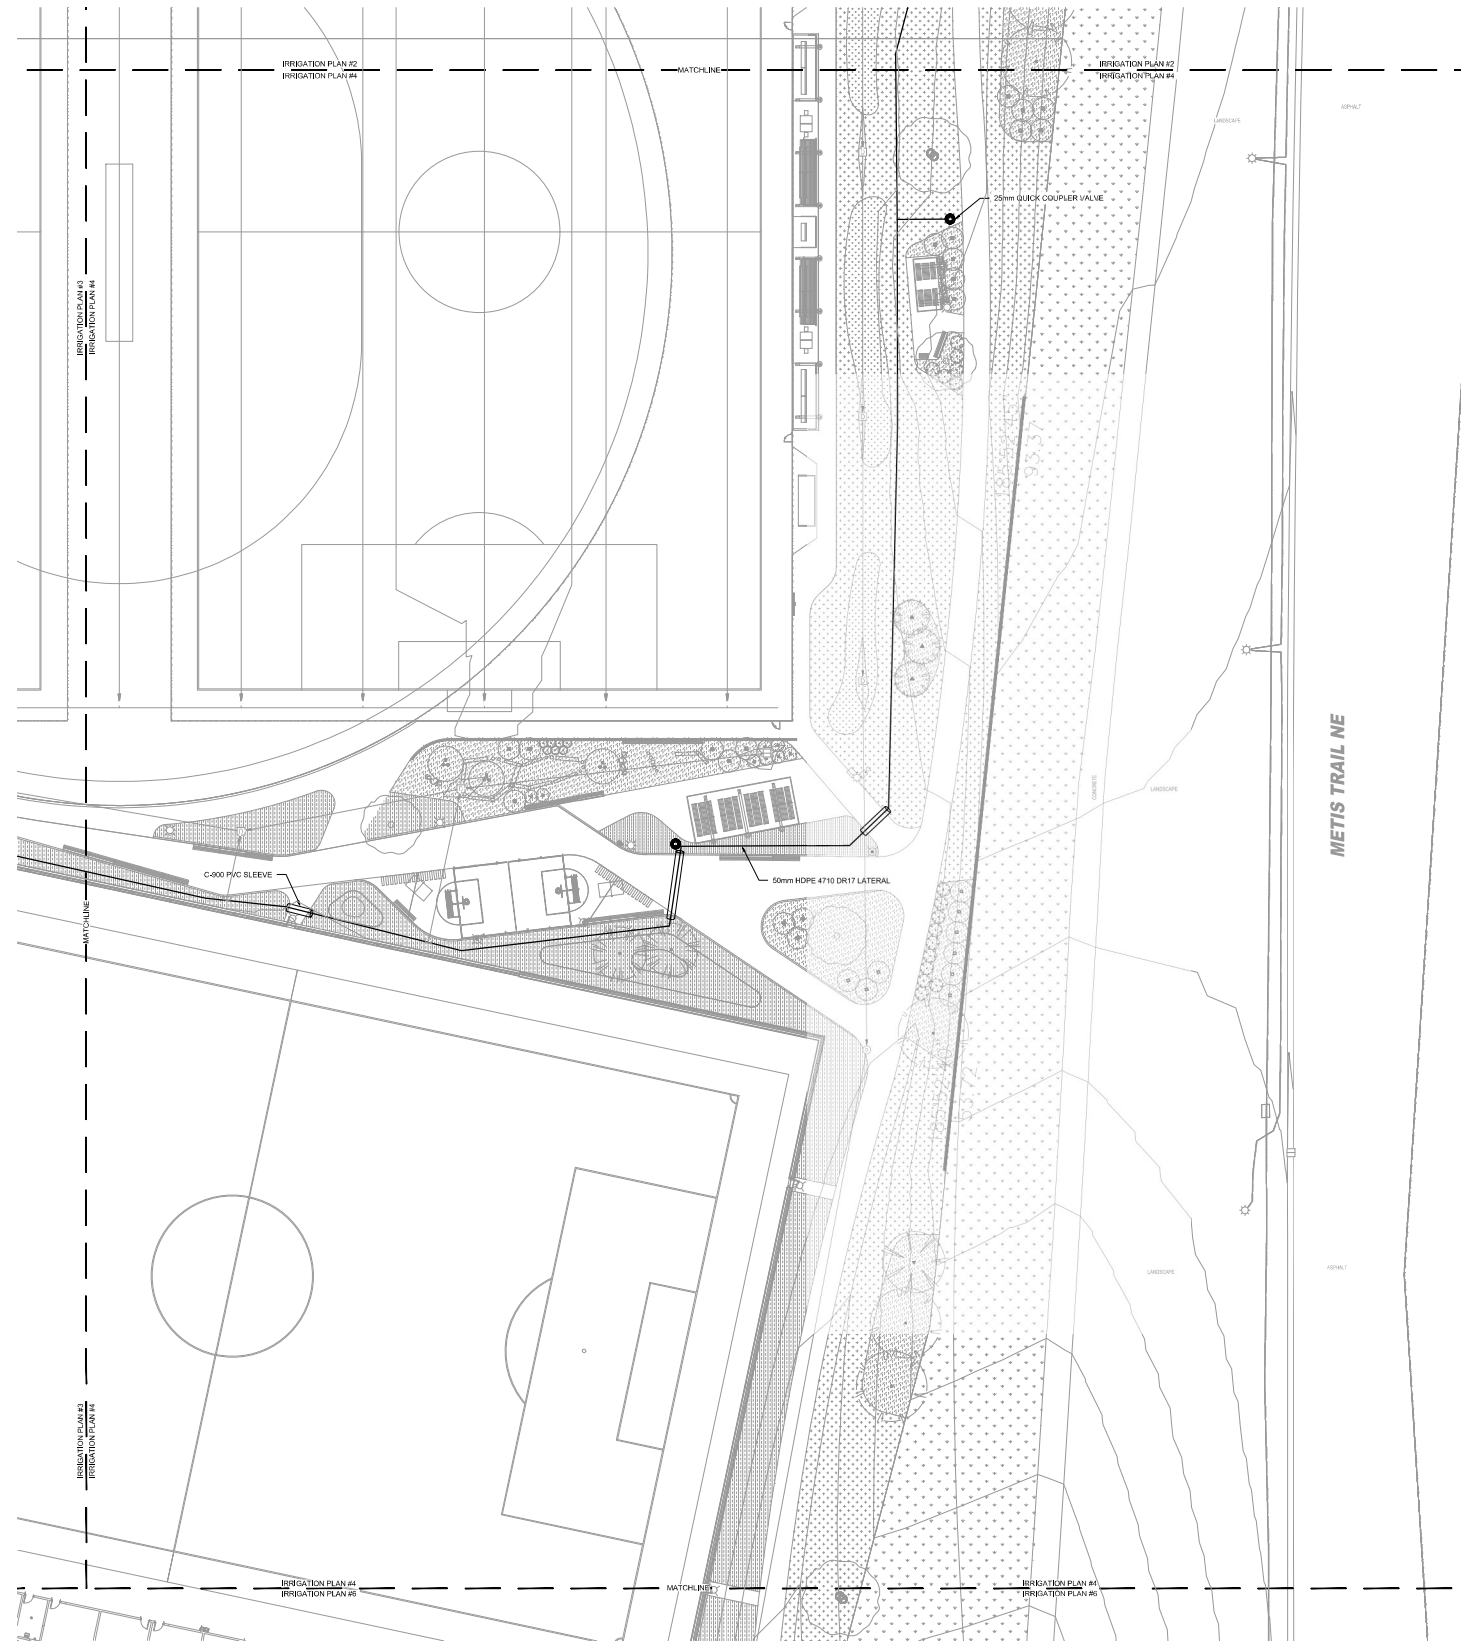 IRRIGATION PLAN #2
IRRIGATION PLAN #4
MATCHLINE
IRRIGATION PLAN #2
IRRIGATION PLAN #4
ASPHALT
LANDSCAPE
25mm QUICK COUPLER VALVE
IRRIGATION PLAN #3
IRRIGATION PLAN #4
METIS TRAIL NE
CONCRETE
LANDSCAPE
C-900 PVC SLEEVE
50mm HDPE 4710 DR17 LATERAL
MATCHLINE
LANDSCAPE
ASPHALT
IRRIGATION PLAN #3
IRRIGATION PLAN #4
IRRIGATION PLAN #4
IRRIGATION PLAN #6
MATCHLINE
IRRIGATION PLAN #4
IRRIGATION PLAN #6